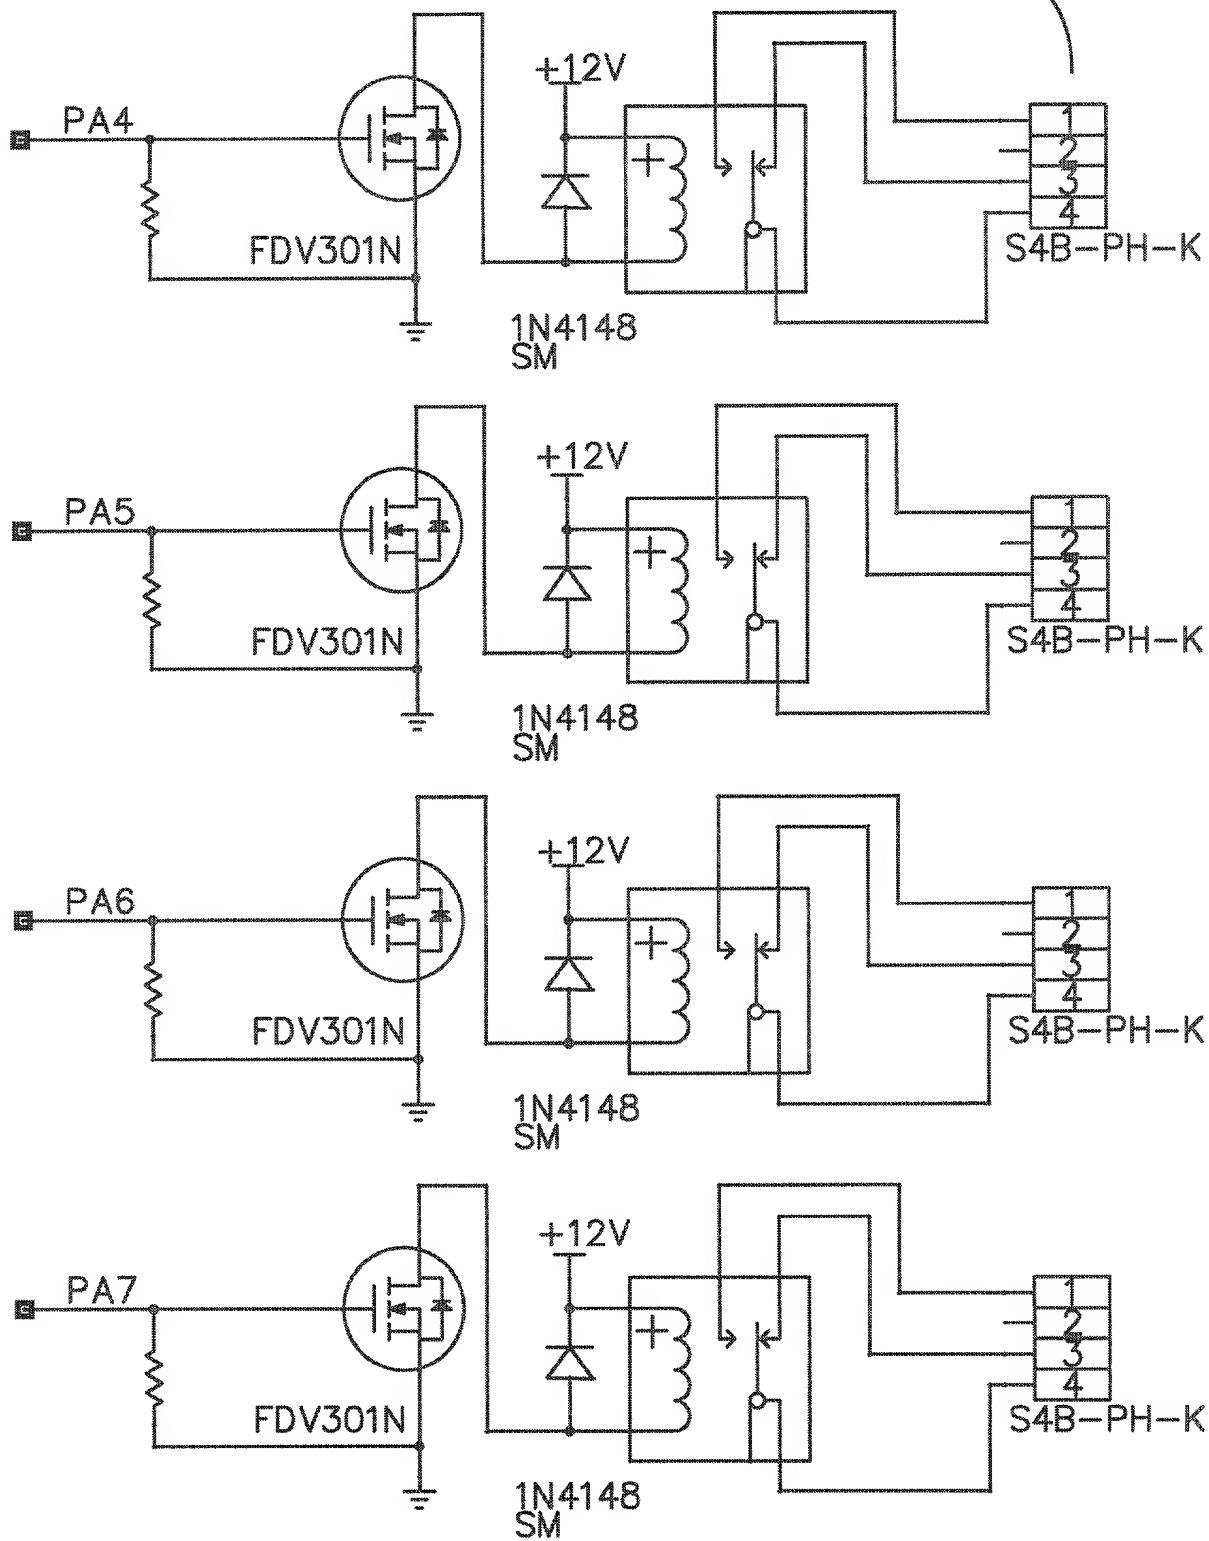 +12V
PA4
1
2
3
4
FDV301N
S4B-PH-K
1N4148
SM
+12V
PA5
1
2
3
4
FDV301N
S4B-PH-K
1N4148
SM
+12V
PA6
1
2
3
4
FDV301N
S4B-PH-K
1N4148
SM
+12V
PA7
1
2
3
4
FDV301N
S4B-PH-K
1N4148
SM